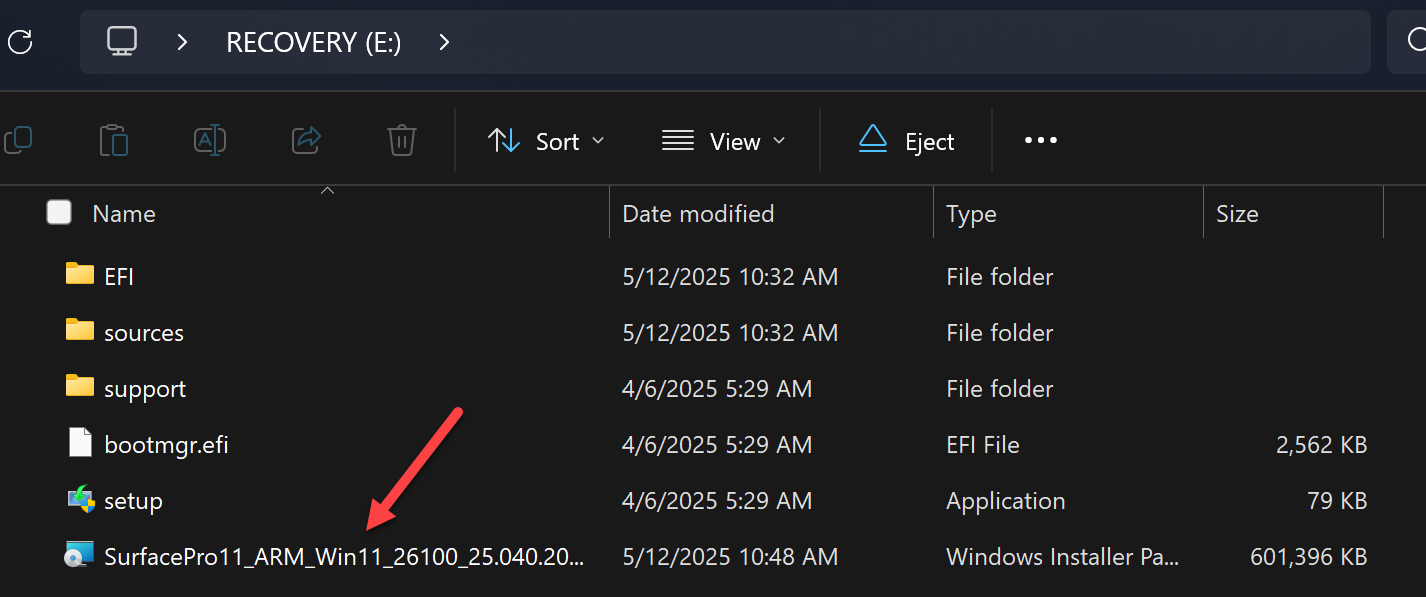 RECOVERY (E:)
Sort View Eject
Name Date modified Type Size
EFI 5/12/2025 10:32 AM File folder
sources 5/12/2025 10:32 AM File folder
support 4/6/2025 5:29 AM File folder
bootmgr.efi 4/6/2025 5:29 AM EFI File 2,562 KB
setup 4/6/2025 5:29 AM Application 79 KB
SurfacePro11_ARM_Win11_26100_25.040.20... 5/12/2025 10:48 AM Windows Installer Pa... 601,396 KB